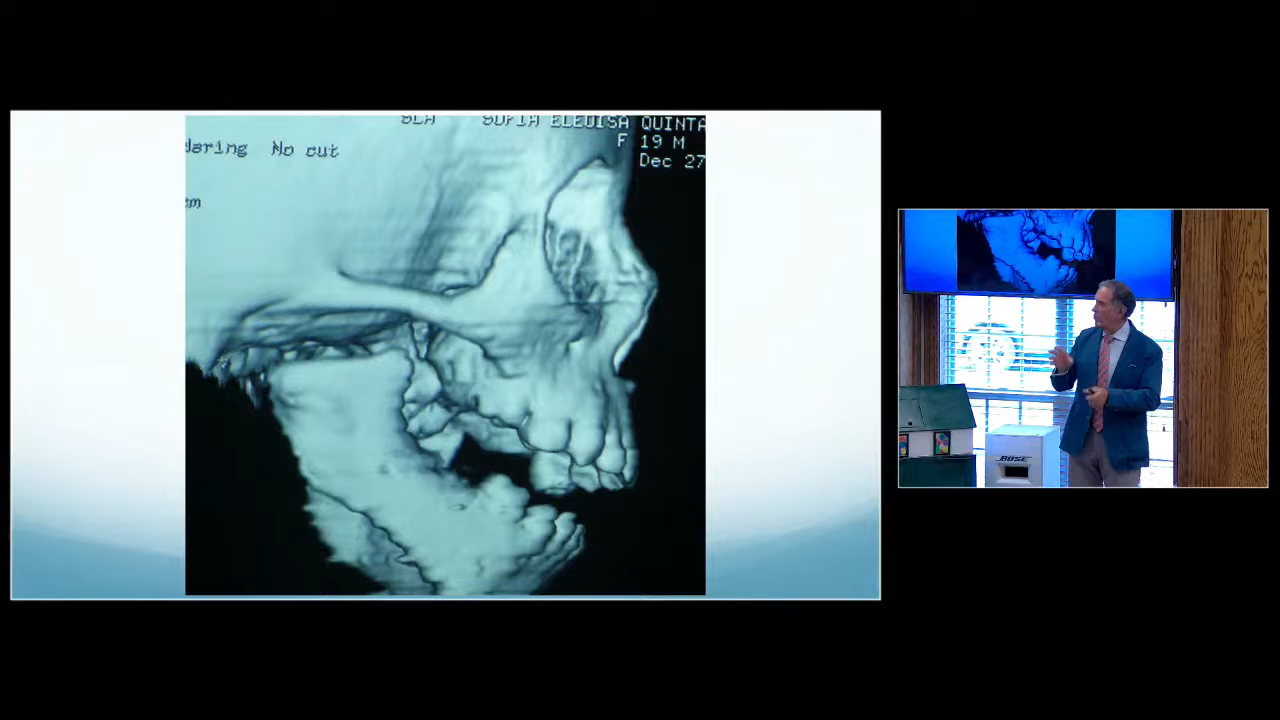 SLA SOFIA ELEUISA QUINTA
F 19 M
Dec 27
dering No cut
m
BOSE